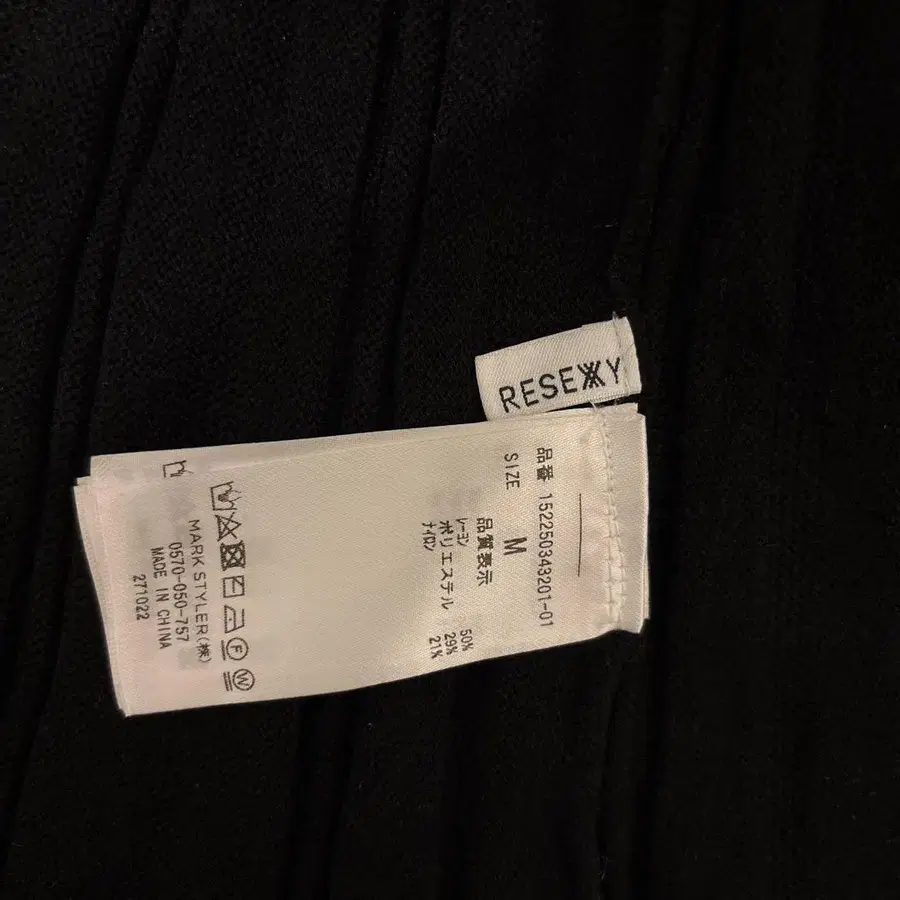 RESEXXY
品番 152250343201-01
SIZE M
品質表示
レーヨン 50%
ポリエステル 29%
ナイロン 21%
F
W
MARK STYLER(株)
0570-050-757
MADE IN CHINA
271022